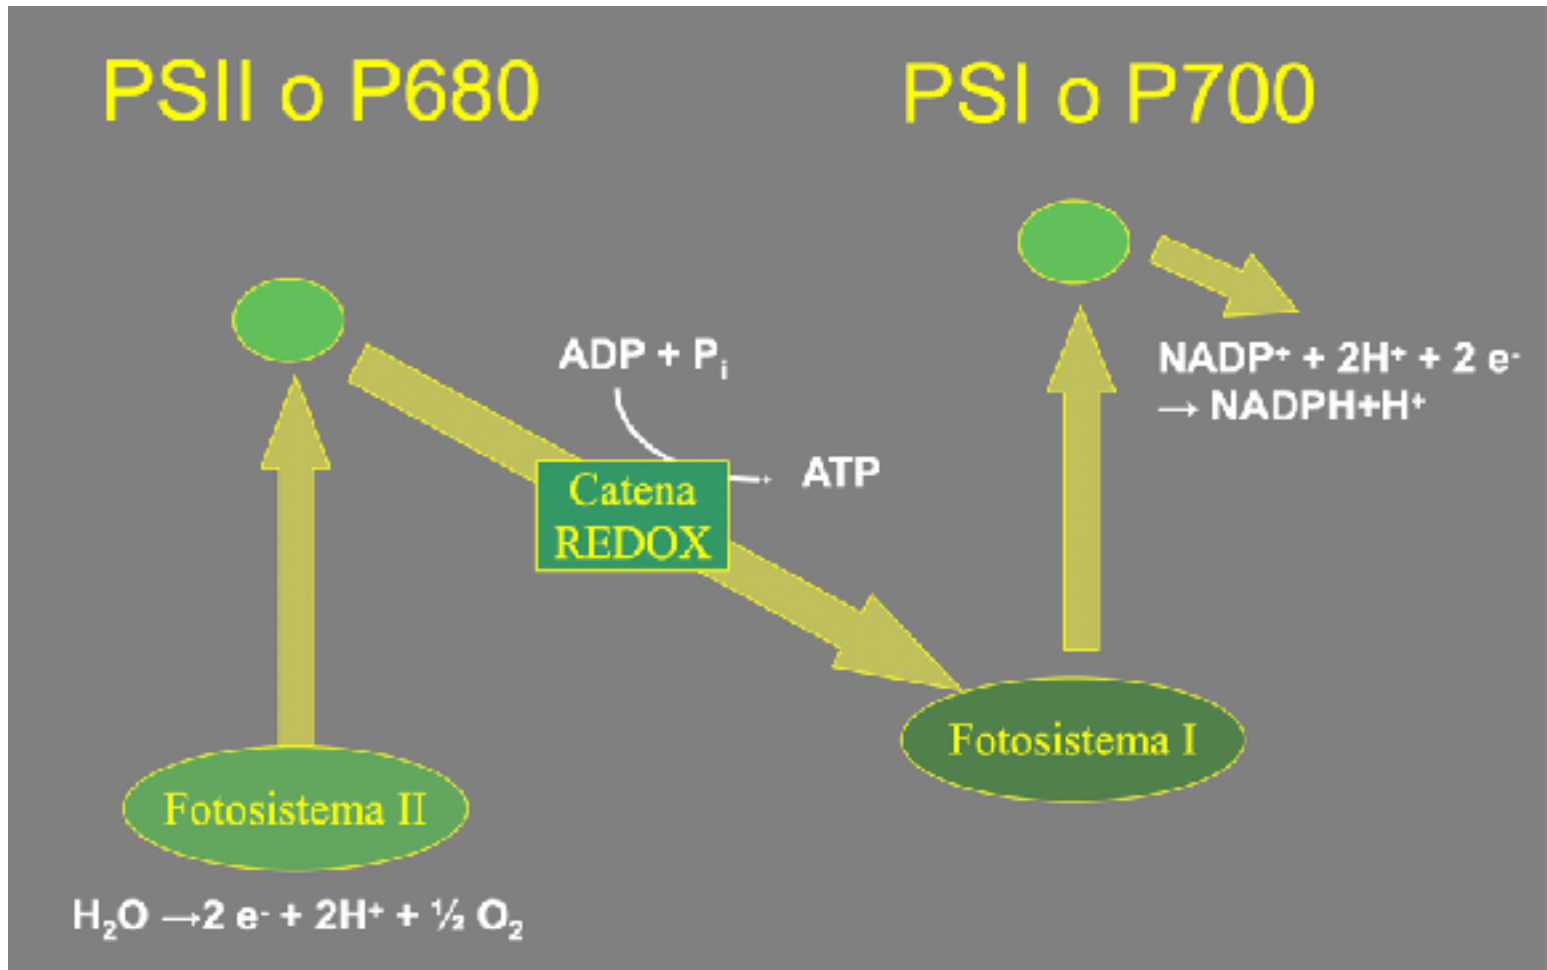 PSII o P680
PSI o P700
ADP + Pᵢ
NADP⁺ + 2H⁺ + 2 e⁻
→ NADPH+H⁺
ATP
Catena
REDOX
Fotosistema I
Fotosistema II
H₂O →2 e⁻ + 2H⁺ + ½ O₂